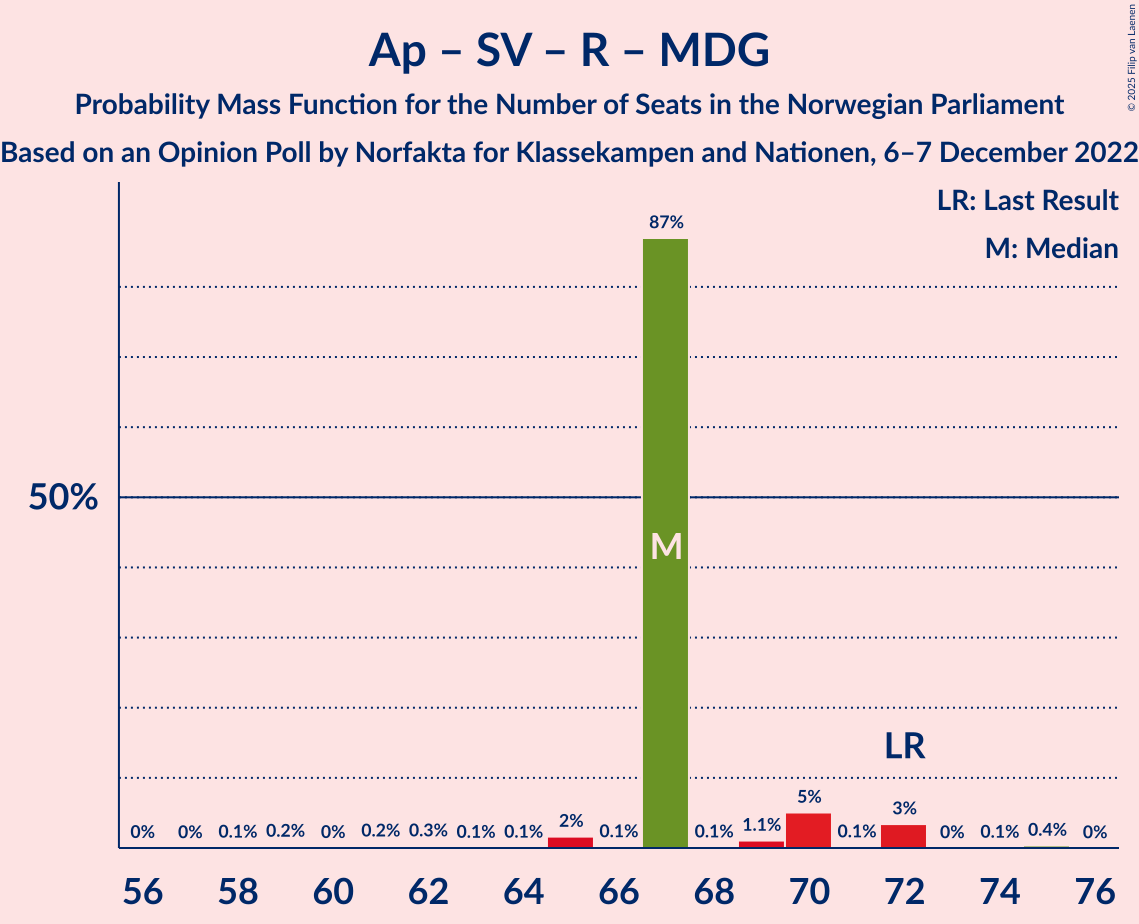 Ap – SV – R – MDG
Probability Mass Function for the Number of Seats in the Norwegian Parliament
Based on an Opinion Poll by Norfakta for Klassekampen and Nationen, 6–7 December 2022
© 2025 Filip van Laenen
LR: Last Result
M: Median
87%
50%
M
LR
0% 0% 0.1% 0.2% 0% 0.2% 0.3% 0.1% 0.1% 2% 0.1% 0.1% 1.1% 5% 0.1% 3% 0% 0.1% 0.4% 0%
56 58 60 62 64 66 68 70 72 74 76